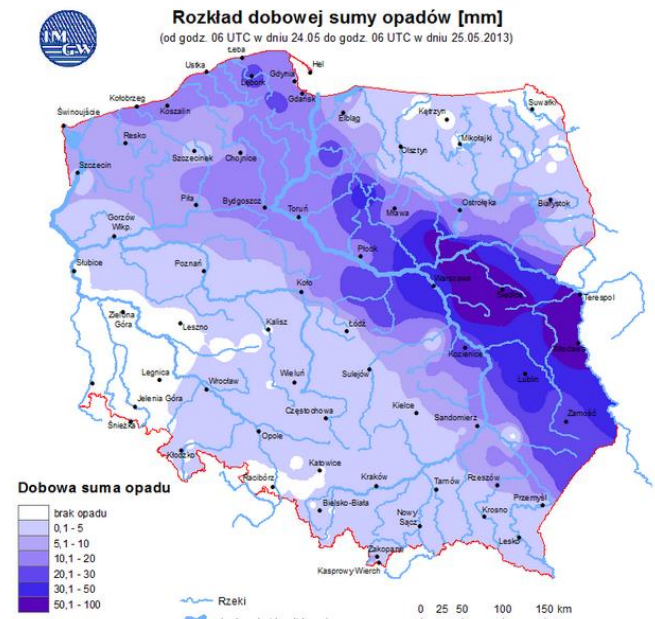 IM
GW
Rozkład dobowej sumy opadów [mm]
(od godz. 06 UTC w dniu 24.05 do godz. 06 UTC w dniu 25.05.2013)
Łeba
Hel
Ustka
Gdynia
Lębork
Gdańsk
Kołobrzeg
Koszalin
Świnoujście
Elbląg
Kętrzyn
Suwałki
Resko
Mikołajki
Olsztyn
Szczecinek
Chojnice
Szczecin
Piła
Bydgoszcz
Toruń
Mława
Ostrołęka
Białystok
Gorzów
Wlkp.
Płock
Słubice
Poznań
Koło
Warszawa
Siedlce
Terespol
Zielona
Góra
Leszno
Kalisz
Łódź
Kozienice
Włodawa
Legnica
Wrocław
Wieluń
Sulejów
Lublin
Jelenia Góra
Śnieżka
Częstochowa
Kielce
Sandomierz
Zamość
Opole
Kłodzko
Racibórz
Katowice
Kraków
Tarnów
Rzeszów
Przemyśl
Bielsko-Biała
Nowy
Sącz
Krosno
Lesko
Zakopane
Kasprowy Wierch
Dobowa suma opadu
brak opadu
0,1 - 5
5,1 - 10
10,1 - 20
20,1 - 30
30,1 - 50
50,1 - 100
Rzeki
0 25 50 100 150 km